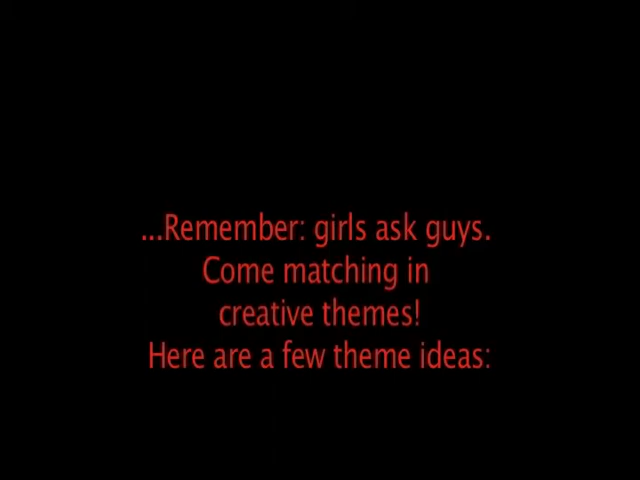 ...Remember: girls ask guys.
Come matching in
creative themes!
Here are a few theme ideas: